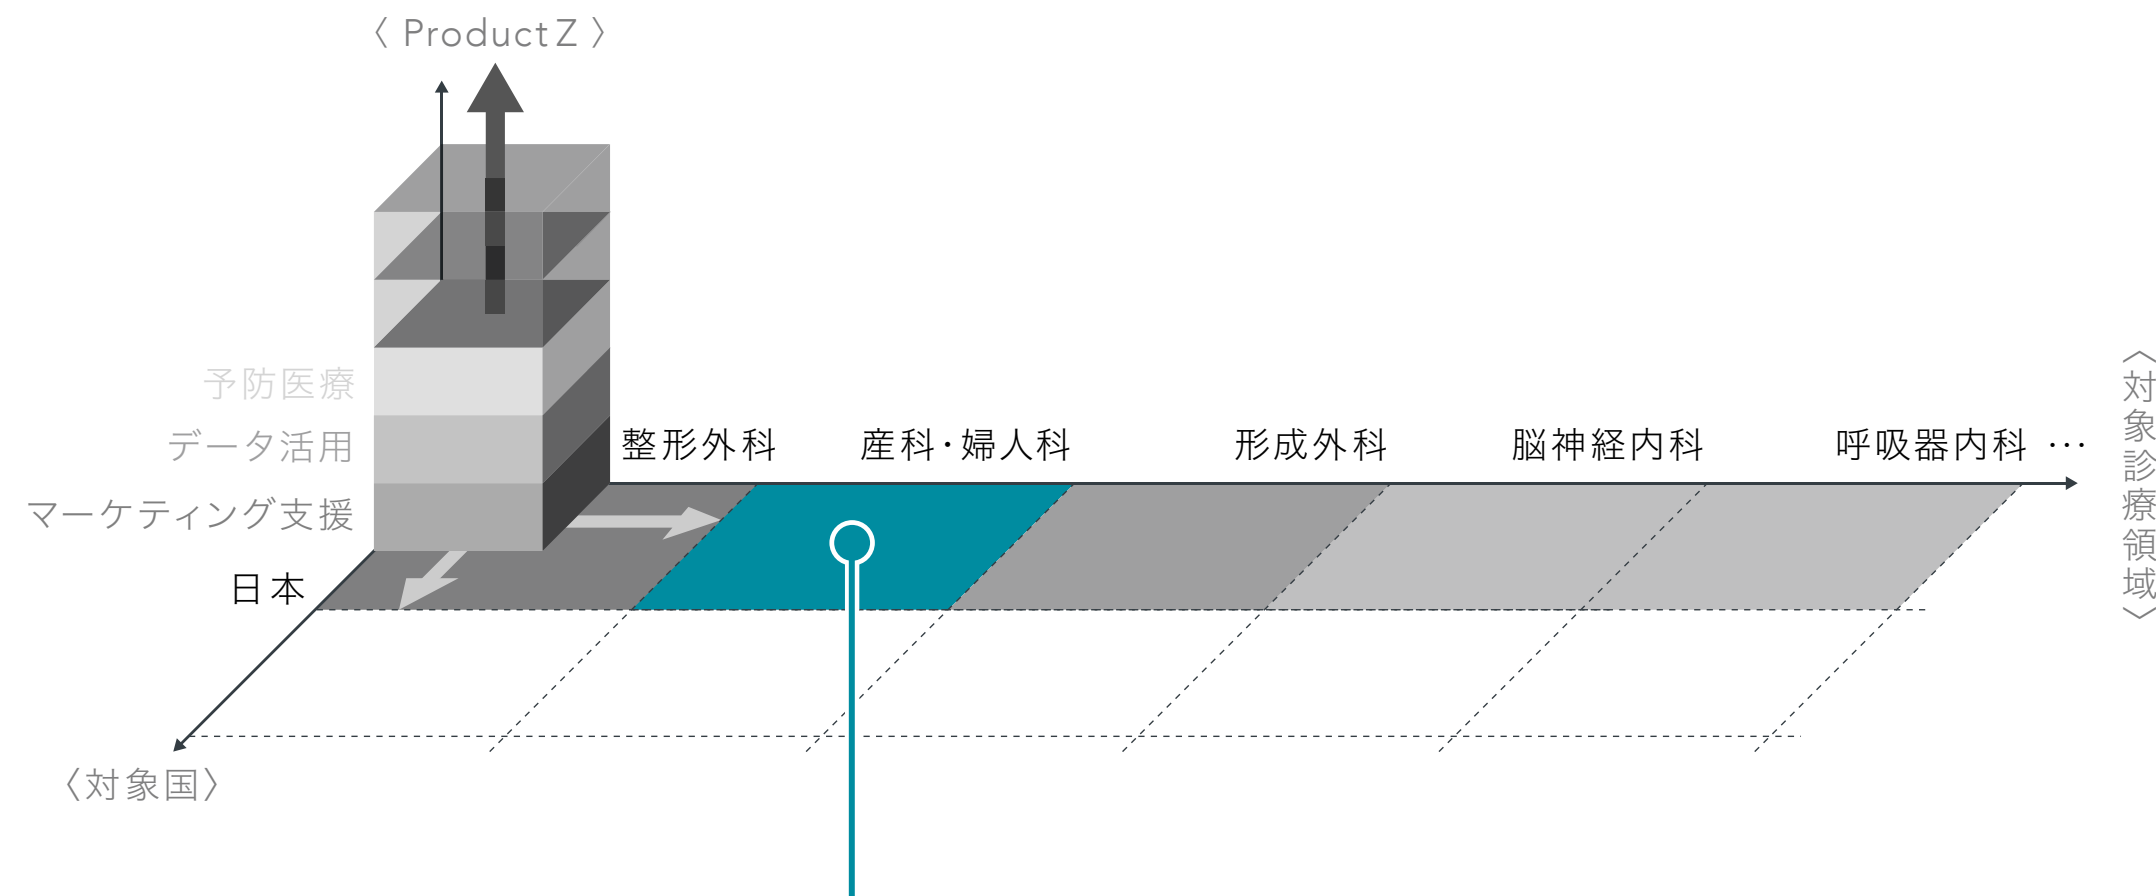 〈 Product Z 〉
予防医療
データ活用
マーケティング支援
日本
整形外科
産科・婦人科
形成外科
脳神経内科
呼吸器内科 …
〈対象診療領域〉
〈対象国〉